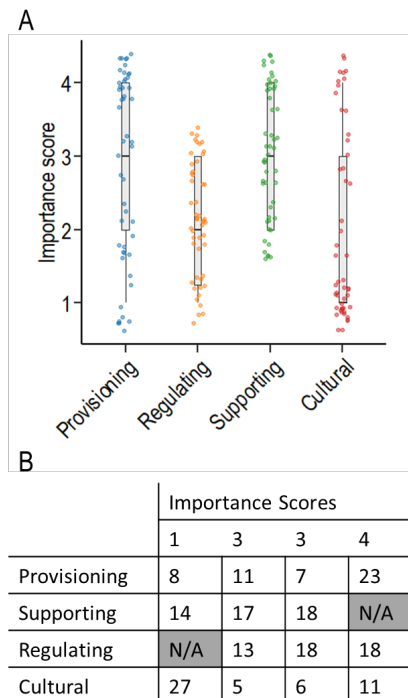 A
Importance score
4
3
2
1
Provisioning
Regulating
Supporting
Cultural
B
Importance Scores
1 3 3 4
Provisioning 8 11 7 23
Supporting 14 17 18 N/A
Regulating N/A 13 18 18
Cultural 27 5 6 11